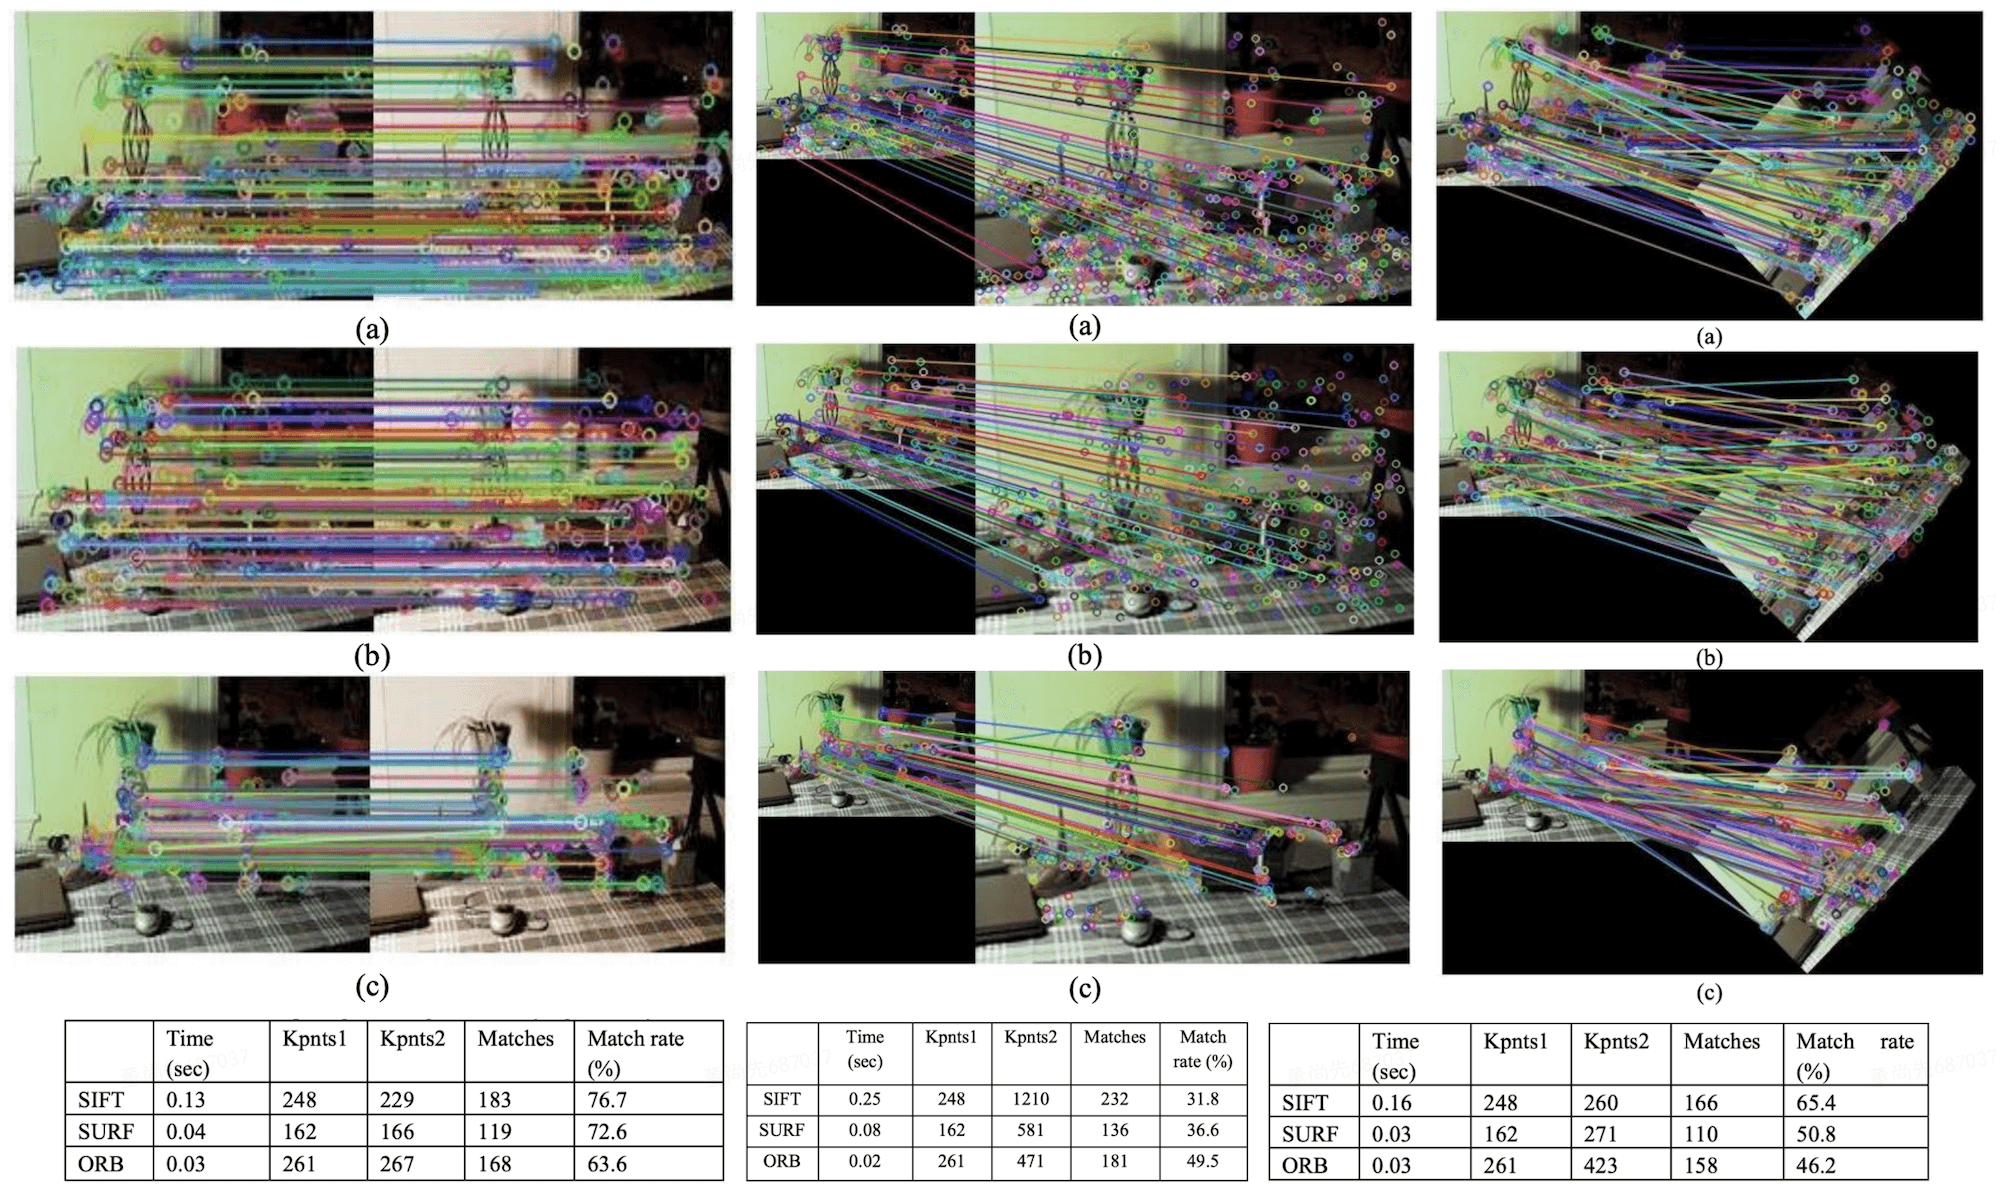 (a)
(a)
(a)
(b)
(b)
(b)
(c)
(c)
(c)
Time (sec) Kpnts1 Kpnts2 Matches Match rate (%)
SIFT 0.13 248 229 183 76.7
SURF 0.04 162 166 119 72.6
ORB 0.03 261 267 168 63.6
Time (sec) Kpnts1 Kpnts2 Matches Match rate (%)
SIFT 0.25 248 1210 232 31.8
SURF 0.08 162 581 136 36.6
ORB 0.02 261 471 181 49.5
Time (sec) Kpnts1 Kpnts2 Matches Match rate (%)
SIFT 0.16 248 260 166 65.4
SURF 0.03 162 271 110 50.8
ORB 0.03 261 423 158 46.2